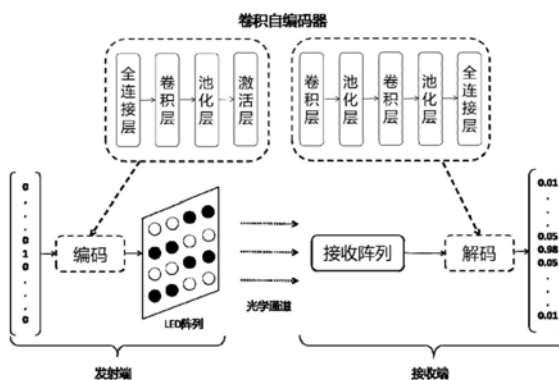 卷积自编码器
全连接层
卷积层
池化层
激活层
卷积层
池化层
卷积层
池化层
全连接层
0
.
.
.
0
1
0
.
.
.
0
编码
LED阵列
光学通道
接收阵列
解码
0.01
.
.
.
0.05
0.98
0.05
.
.
.
0.01
发射端
接收端